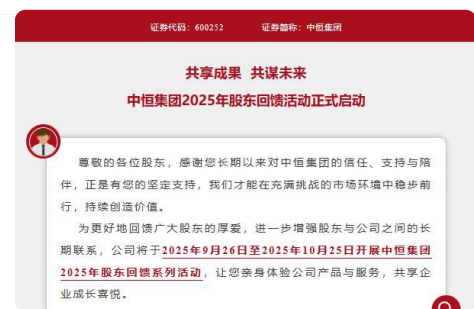 证券代码：600252 证券简称：中恒集团
共享成果 共谋未来
中恒集团2025年股东回馈活动正式启动
尊敬的各位股东，感谢您长期以来对中恒集团的信任、支持与陪
伴，正是有您的坚定支持，我们才能在充满挑战的市场环境中稳步前
行，持续创造价值。
为更好地回馈广大股东的厚爱，进一步增强股东与公司之间的长
期联系，公司将于2025年9月26日至2025年10月25日开展中恒集团
2025年股东回馈系列活动，让您亲身体验公司产品与服务，共享企
业成长喜悦。